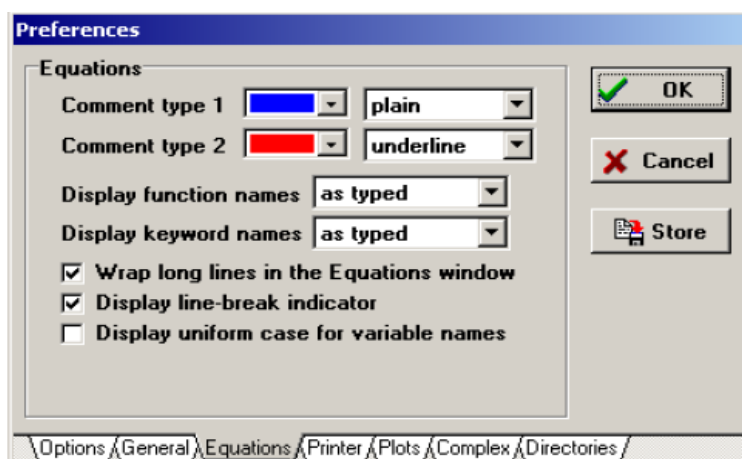 Preferences
Equations
Comment type 1 plain
Comment type 2 underline
Display function names as typed
Display keyword names as typed
Wrap long lines in the Equations window
Display line-break indicator
Display uniform case for variable names
OK
Cancel
Store
Options General Equations Printer Plots Complex Directories